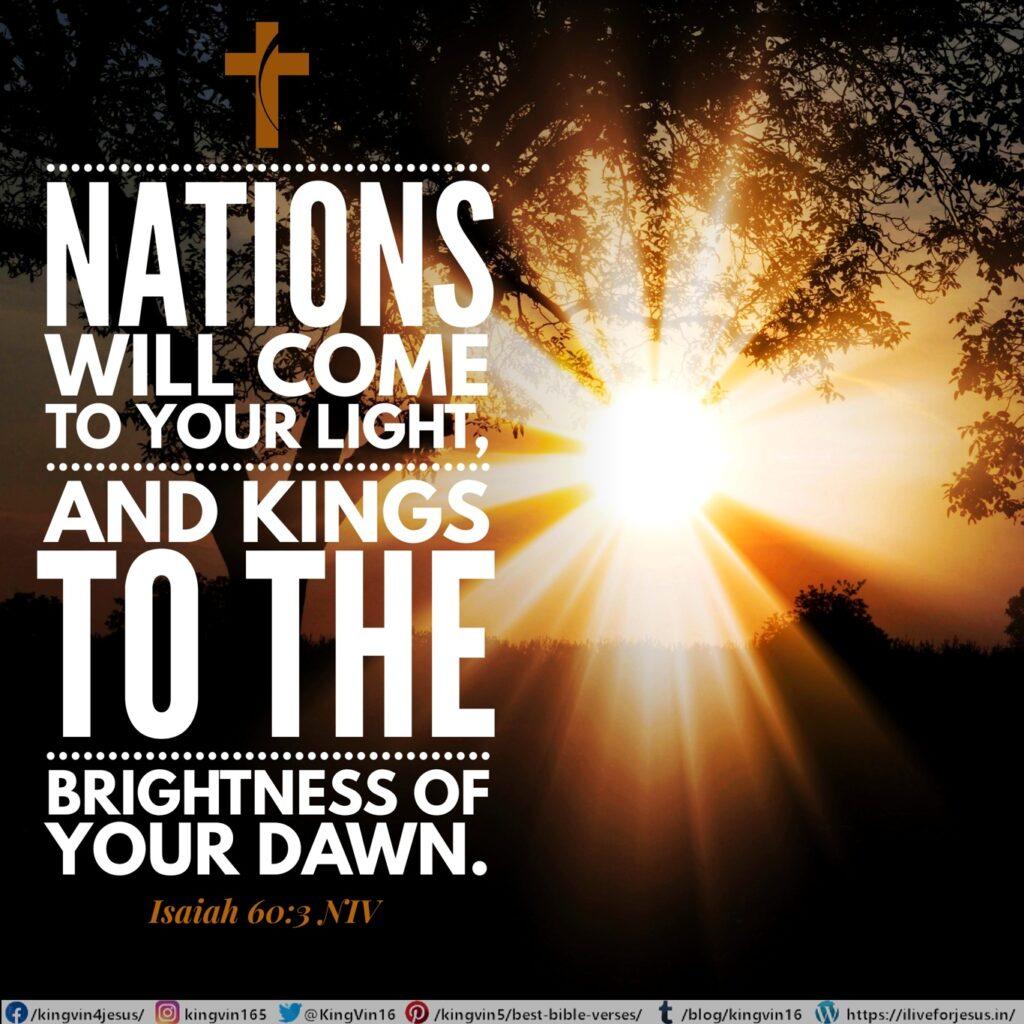 NATIONS
WILL COME
TO YOUR LIGHT,
AND KINGS
TO THE
BRIGHTNESS OF
YOUR DAWN.
Isaiah 60:3 NIV
/kingvin4jesus/ kingvin165 @KingVin16 /kingvin5/best-bible-verses/ /blog/kingvin16 https://iliveforjesus.in/